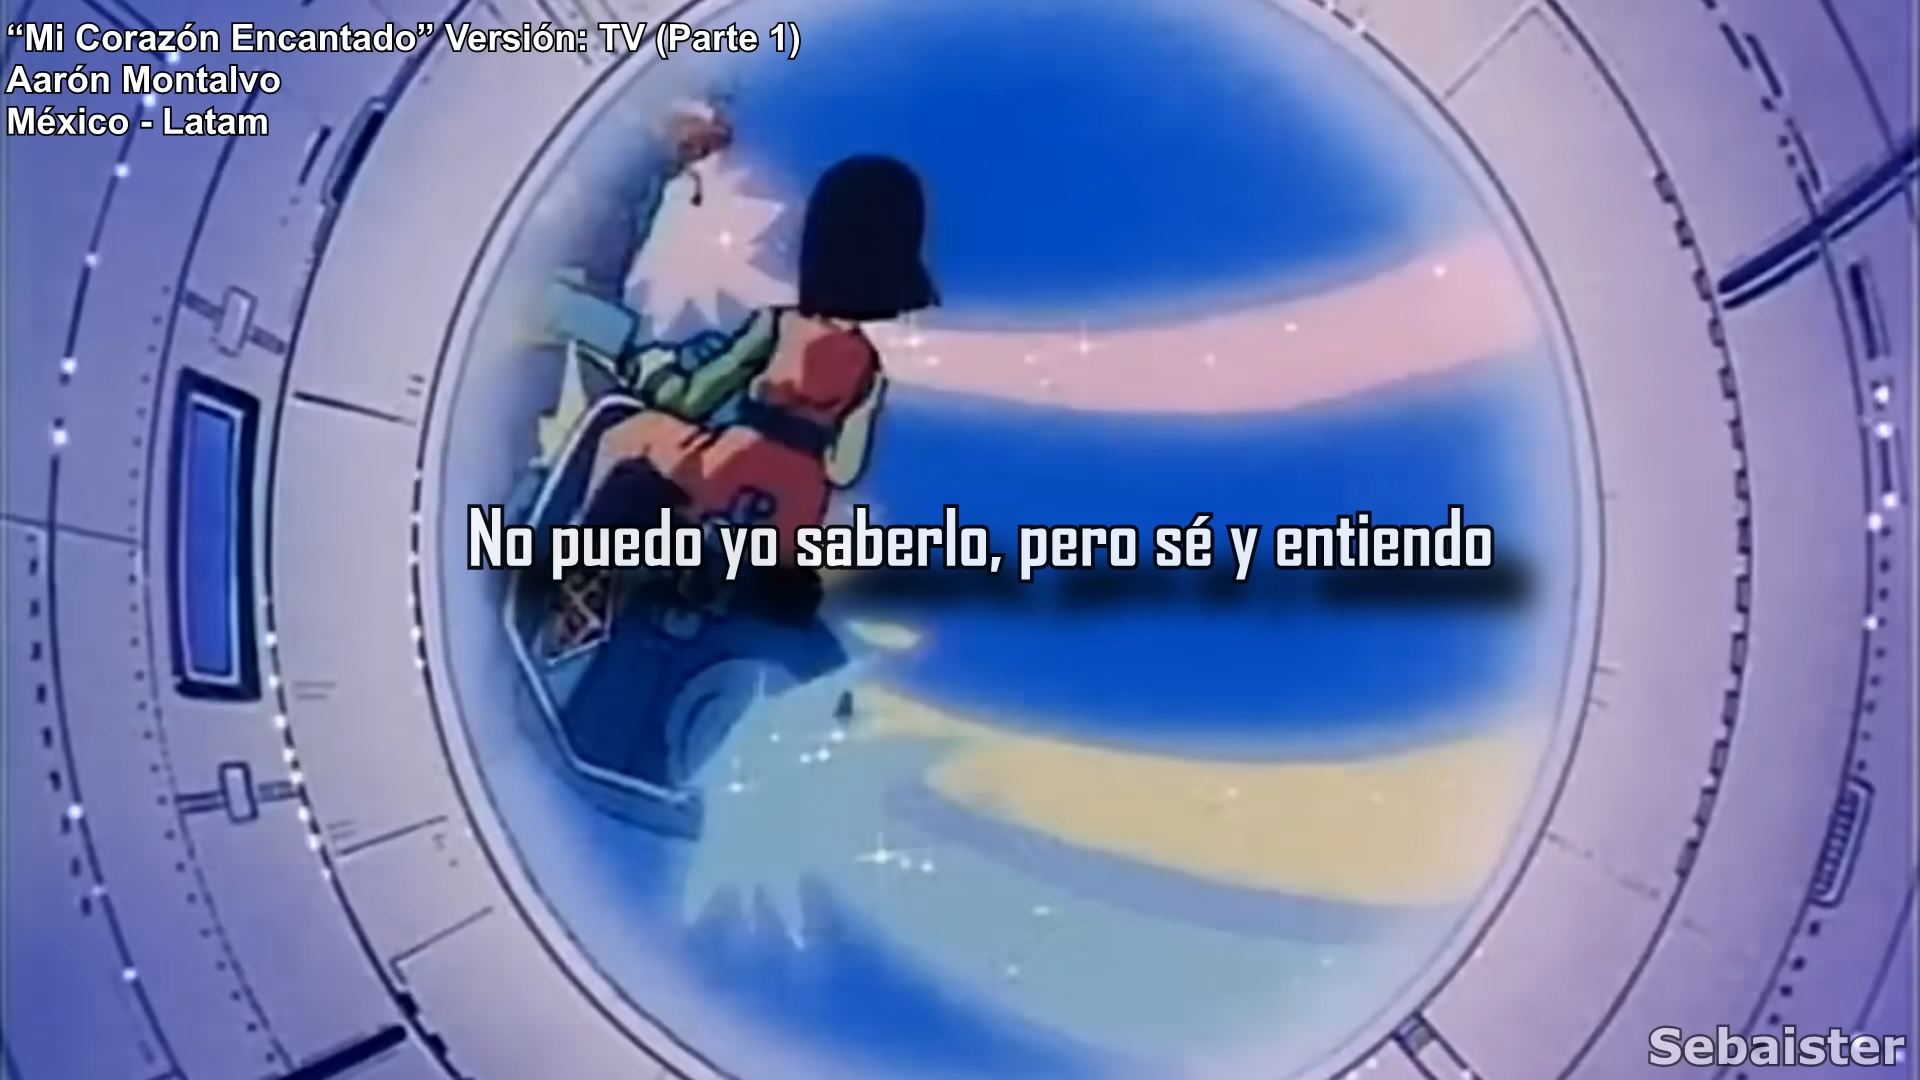 “Mi Corazón Encantado” Versión: TV (Parte 1)
Aarón Montalvo
México - Latam
No puedo yo saberlo, pero sé y entiendo
Sebaister